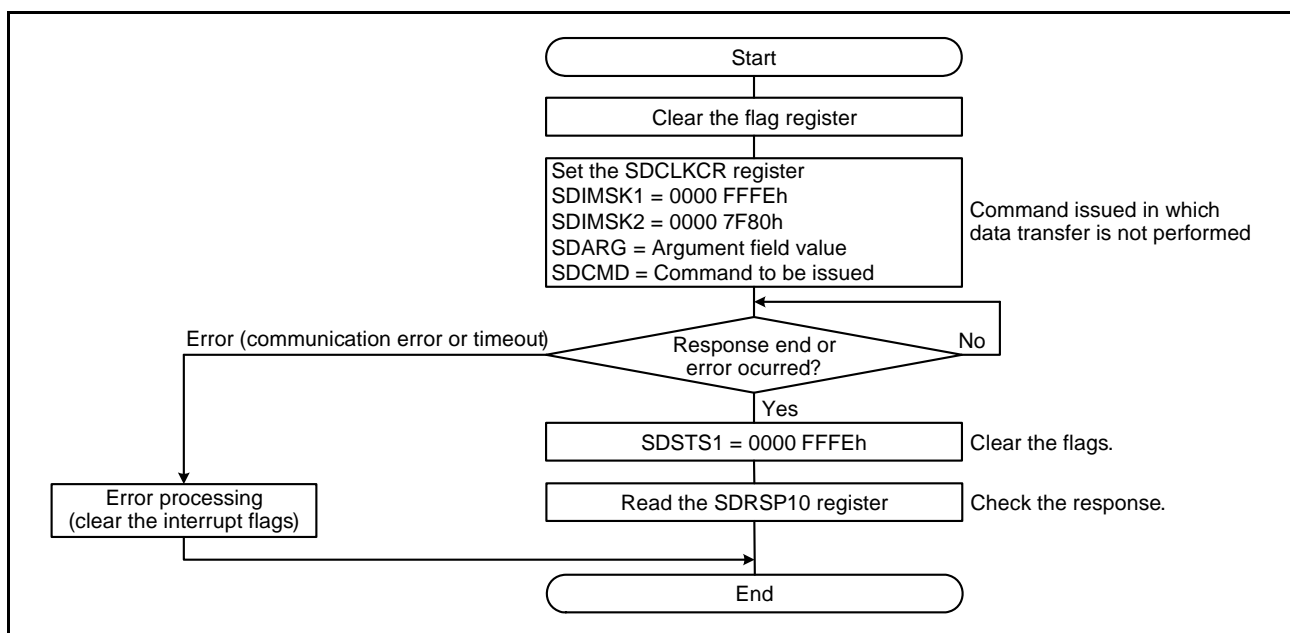 Start
Clear the flag register
Set the SDCLKCR register
SDIMSK1 = 0000 FFFEh
SDIMSK2 = 0000 7F80h
SDARG = Argument field value
SDCMD = Command to be issued
Command issued in which
data transfer is not performed
Error (communication error or timeout)
Response end or
error ocurred?
No
Yes
SDSTS1 = 0000 FFFEh
Clear the flags.
Error processing
(clear the interrupt flags)
Read the SDRSP10 register
Check the response.
End